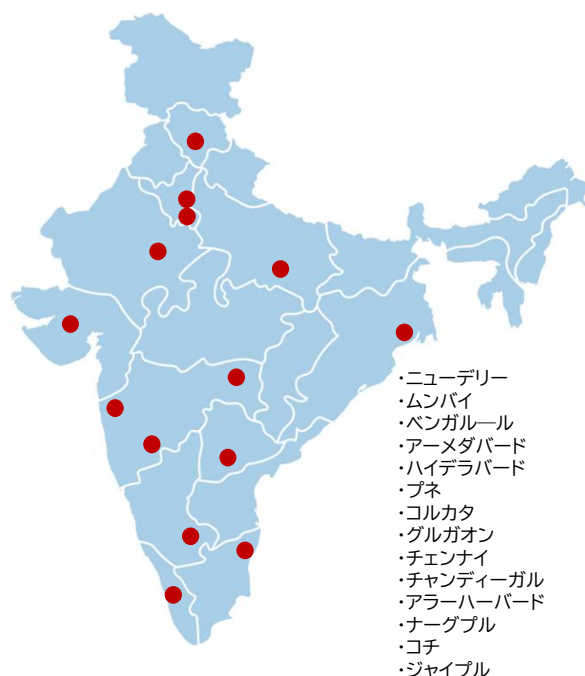 ・ニューデリー
・ムンバイ
・ベンガル―ル
・アーメダバード
・ハイデラバード
・プネ
・コルカタ
・グルガオン
・チェンナイ
・チャンディーガル
・アラーハーバード
・ナーグプル
・コチ
・ジャイプル